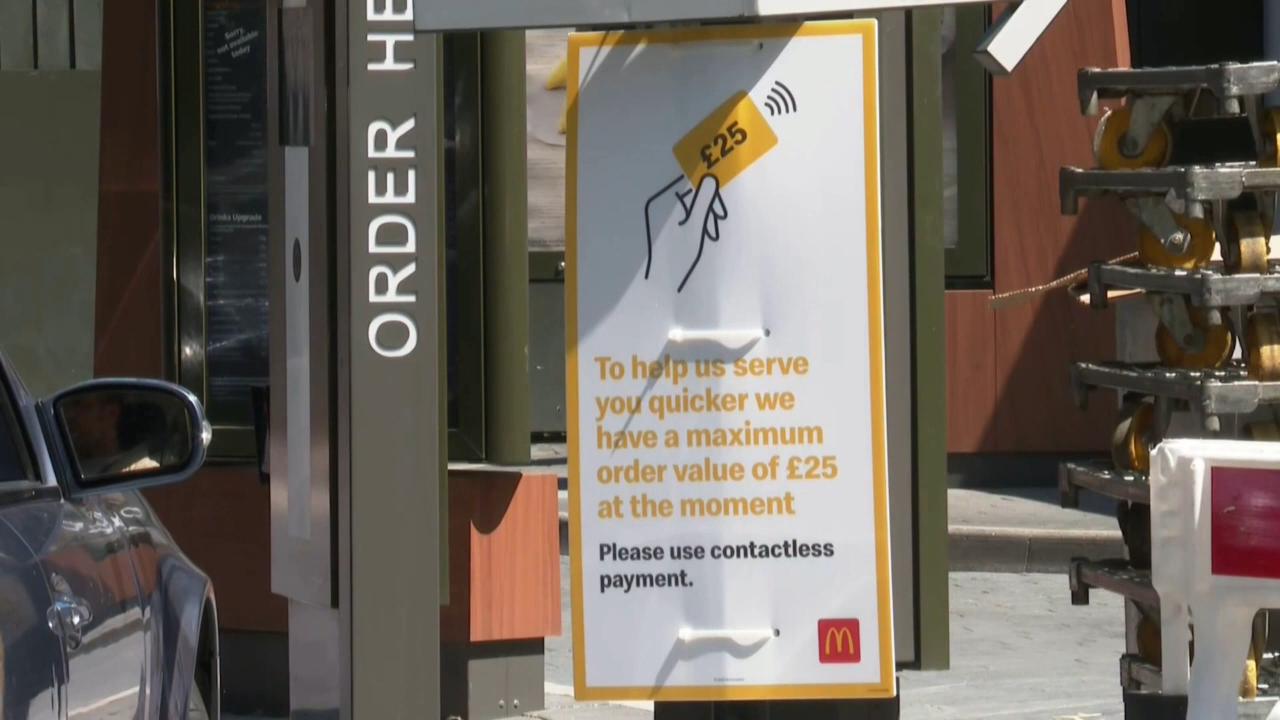 Sorry,
not available
today
Drinks Upgrade
ORDER HE
£25
To help us serve
you quicker we
have a maximum
order value of £25
at the moment
Please use contactless
payment.